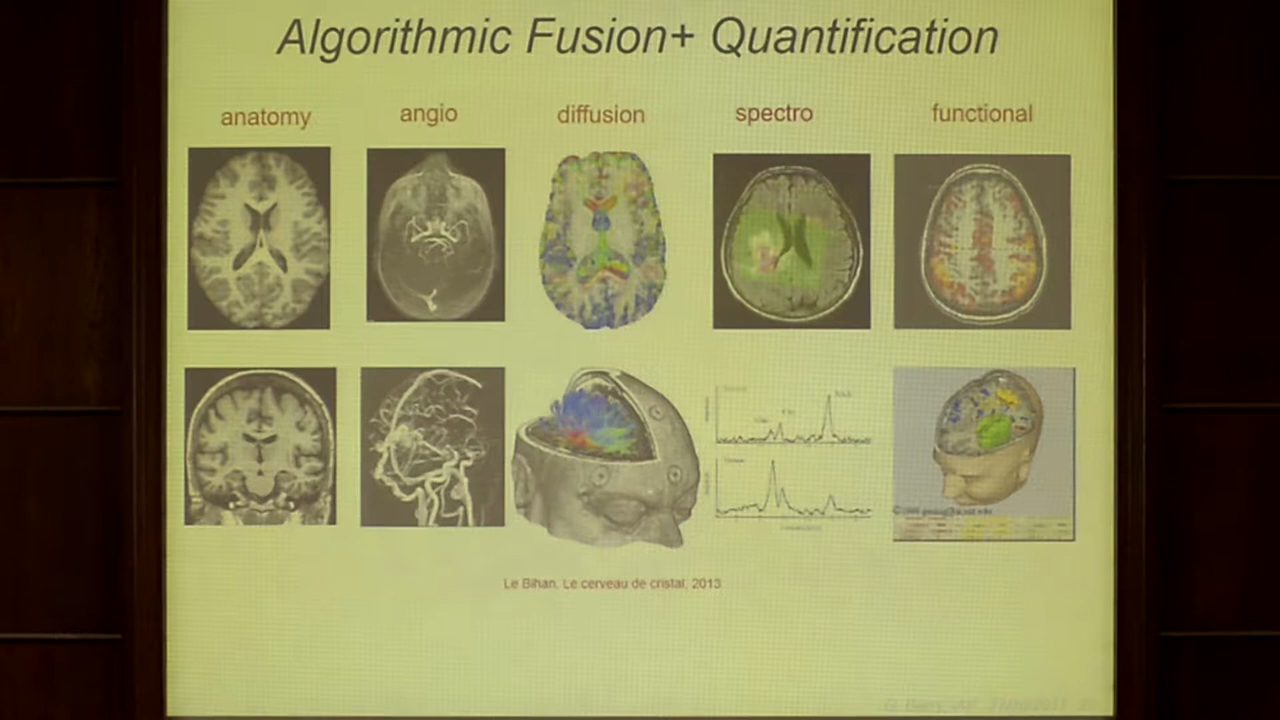 Algorithmic Fusion+ Quantification
anatomy
angio
diffusion
spectro
functional
Le Bihan, Le cerveau de cristal, 2013